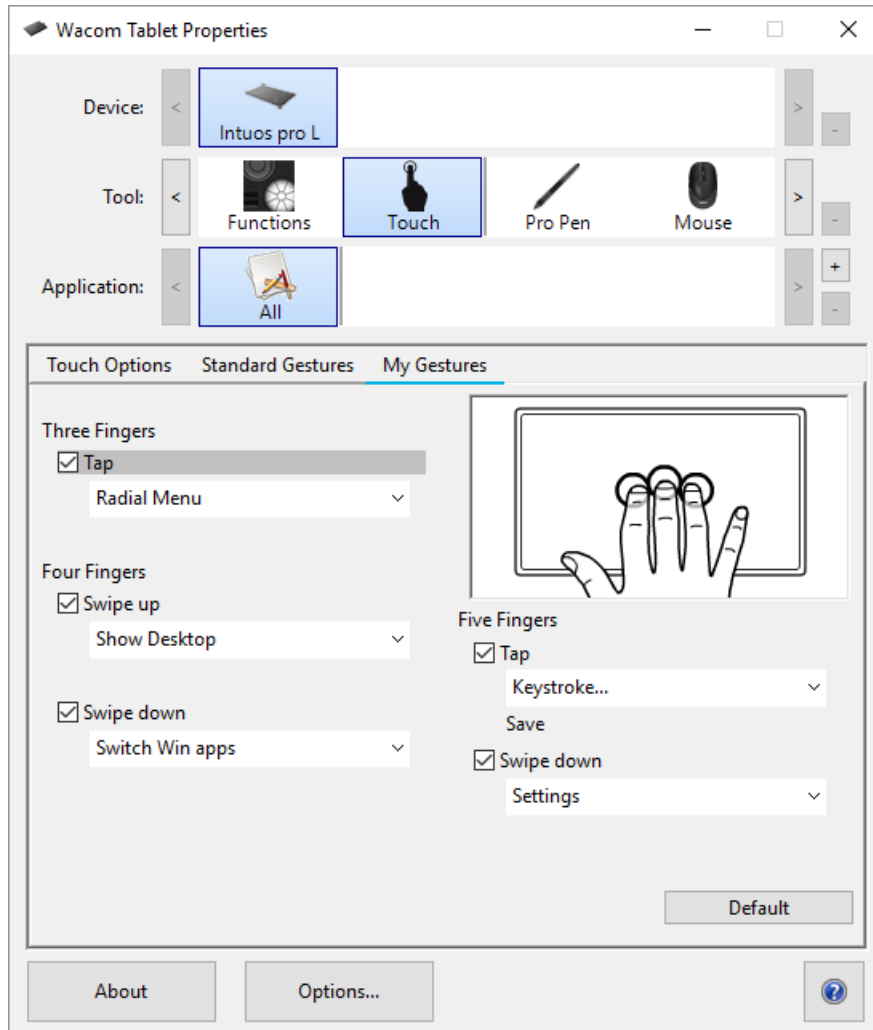 Wacom Tablet Properties
Device:
<
Intuos pro L
>
-
Tool:
<
Functions
Touch
Pro Pen
Mouse
>
-
Application:
<
All
>
+
-
Touch Options Standard Gestures My Gestures
Three Fingers
Tap
Radial Menu
Four Fingers
Swipe up
Show Desktop
Swipe down
Switch Win apps
Five Fingers
Tap
Keystroke...
Save
Swipe down
Settings
Default
About
Options...
?